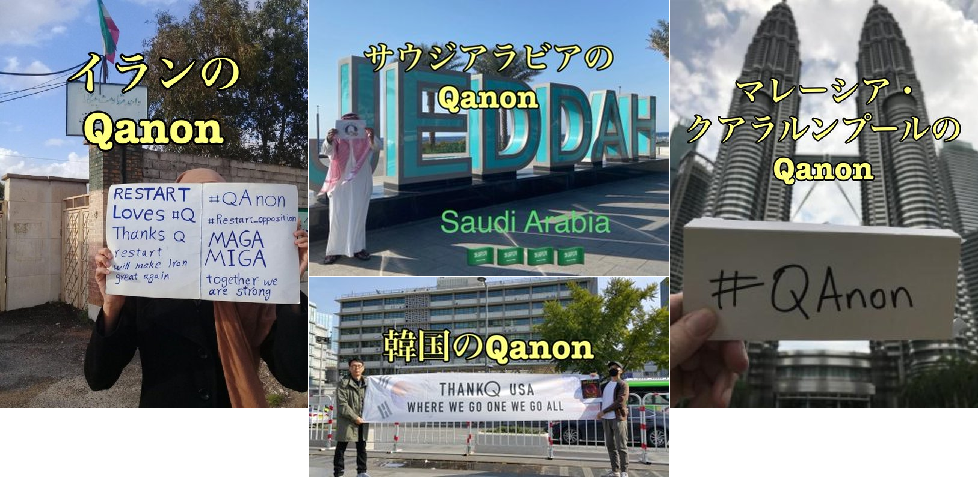 イランの
Qanon
RESTART
Loves #Q
Thanks Q
restart
will make Iran
great again
#QAnon
#Restart_opposition
MAGA
MIGA
together we
are strong
サウジアラビアの
Qanon
JEDDAH
Saudi Arabia
韓国のQanon
THANKQ USA
WHERE WE GO ONE WE GO ALL
マレーシア・
クアラルンプールの
Qanon
#QAnon